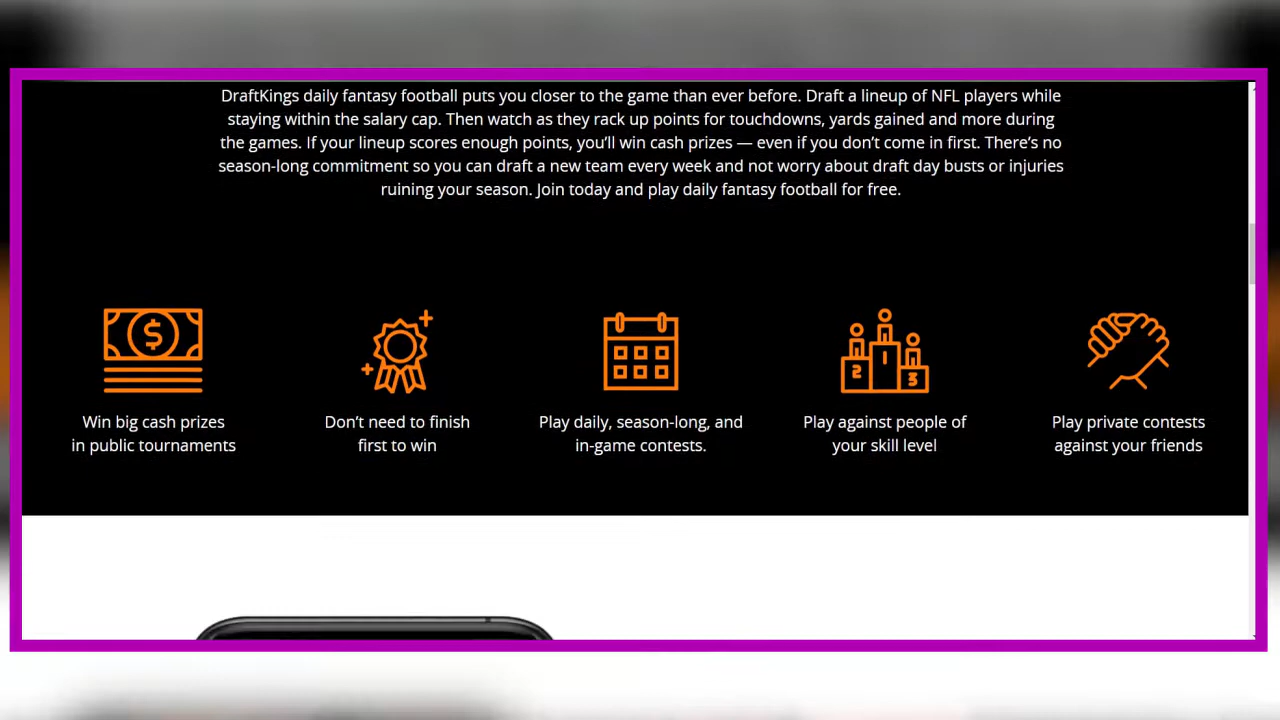 DraftKings daily fantasy football puts you closer to the game than ever before. Draft a lineup of NFL players while
staying within the salary cap. Then watch as they rack up points for touchdowns, yards gained and more during
the games. If your lineup scores enough points, you’ll win cash prizes — even if you don’t come in first. There’s no
season-long commitment so you can draft a new team every week and not worry about draft day busts or injuries
ruining your season. Join today and play daily fantasy football for free.
$
2 1 3
Win big cash prizes
in public tournaments
Don’t need to finish
first to win
Play daily, season-long, and
in-game contests.
Play against people of
your skill level
Play private contests
against your friends